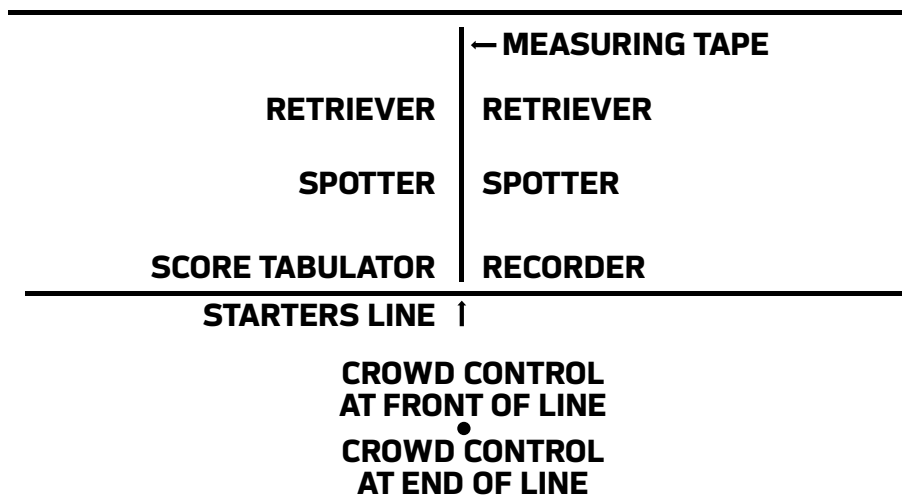 ← MEASURING TAPE
RETRIEVER RETRIEVER
SPOTTER SPOTTER
SCORE TABULATOR RECORDER
STARTERS LINE ↑
CROWD CONTROL
AT FRONT OF LINE
•
CROWD CONTROL
AT END OF LINE